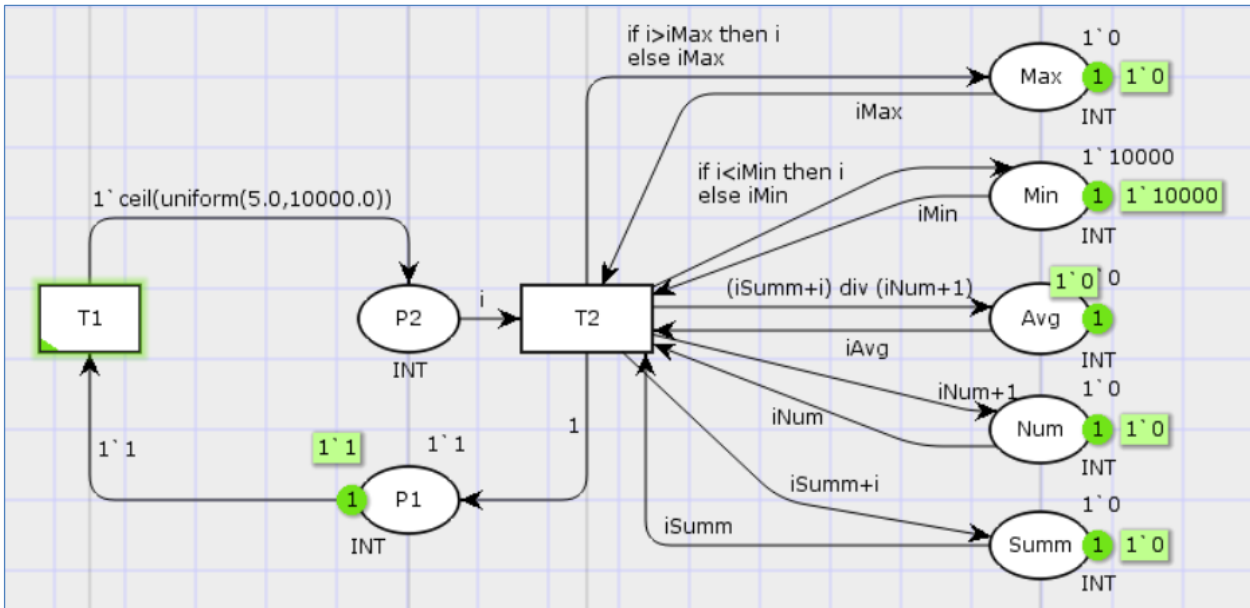 if i>iMax then i
else iMax
1`0
Max
1
1`0
INT
iMax
1`10000
if i<iMin then i
else iMin
Min
1
1`10000
iMin
INT
1`ceil(uniform(5.0,10000.0))
T1
P2
INT
i
T2
(iSumm+i) div (iNum+1)
1`0
`0
Avg
1
iAvg
INT
1`0
iNum+1
iNum
Num
1
1`0
INT
1
1`1
1`1
1`1
1
P1
INT
iSumm+i
iSumm
1`0
Summ
1
1`0
INT